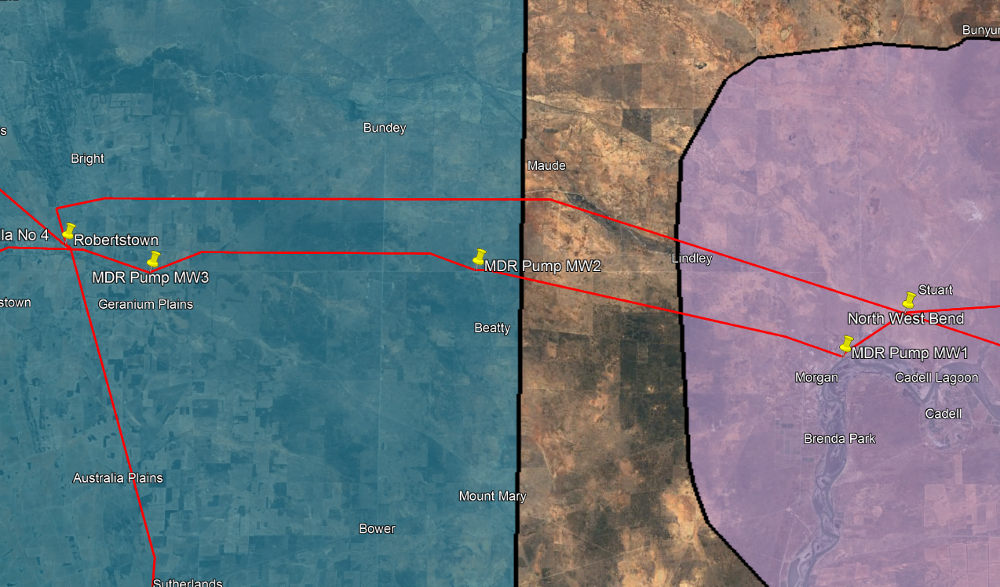 Bunyur
s
Bundey
Bright
Maude
la No 4
Robertstown
Lindley
MDR Pump MW2
MDR Pump MW3
Stuart
stown
Geranium Plains
North West Bend
Beatty
MDR Pump MW1
Morgan
Cadell Lagoon
Cadell
Brenda Park
Australia Plains
Mount Mary
Bower
Sutherlands